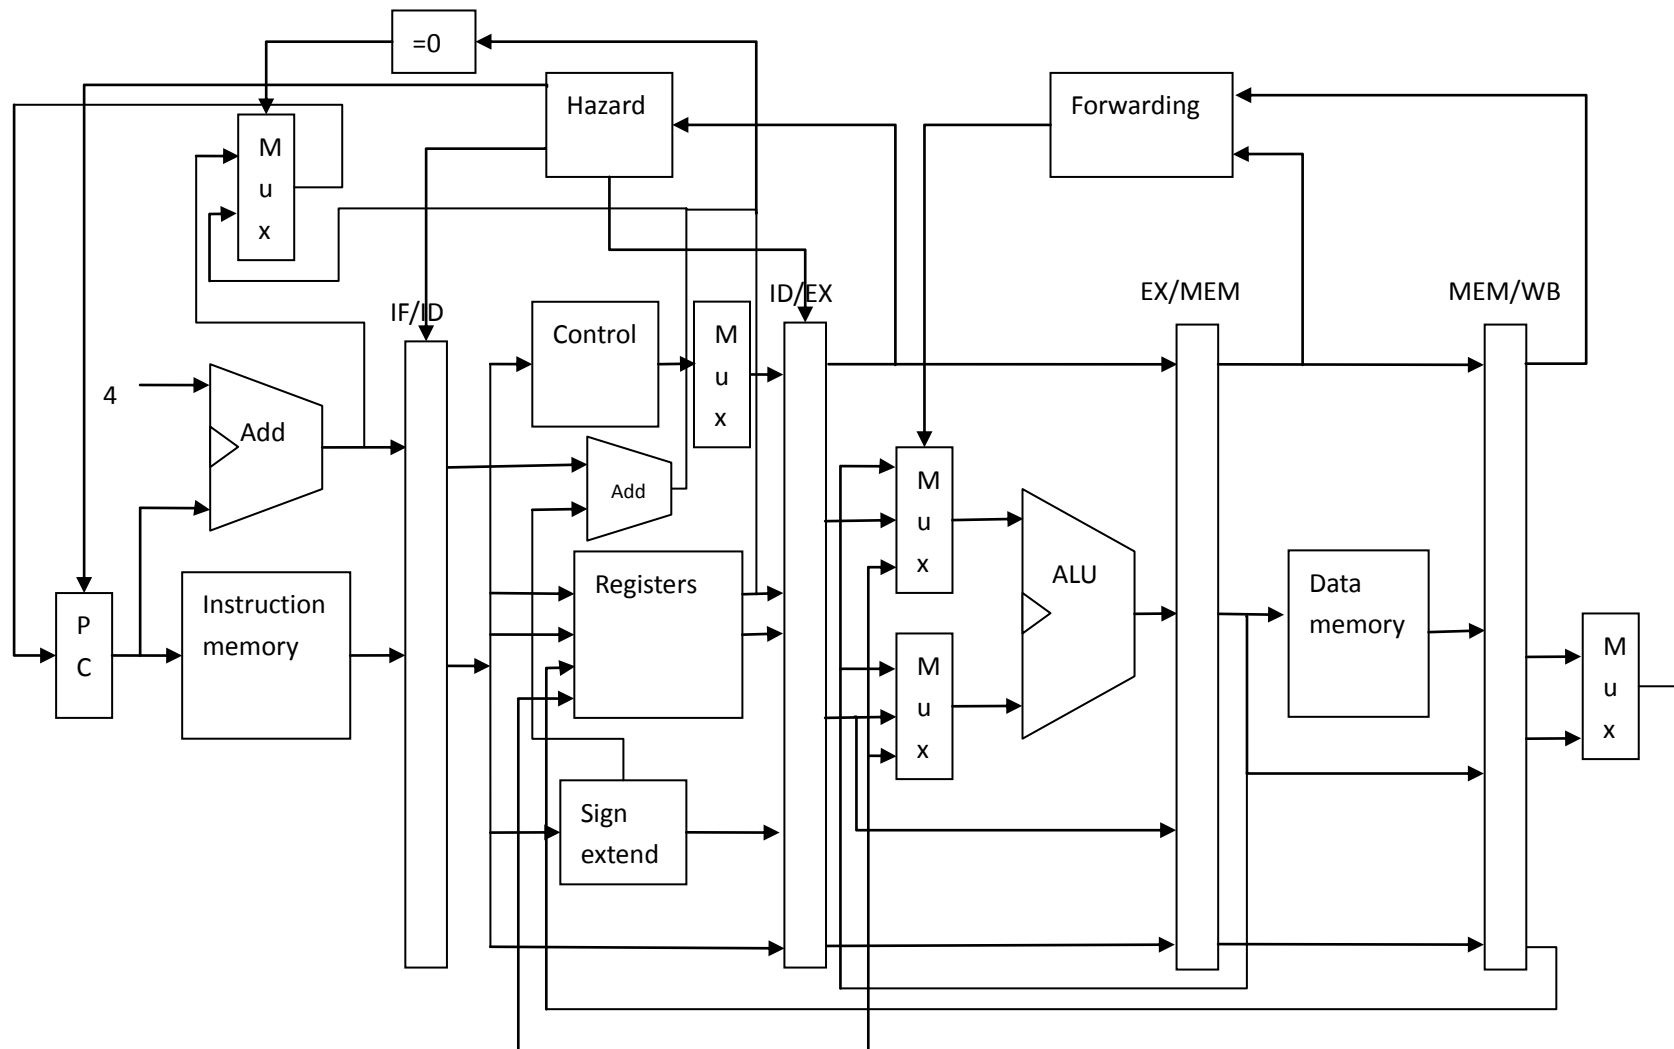 =0
Hazard
Forwarding
M
u
x
IF/ID
ID/EX
EX/MEM
MEM/WB
Control
M
u
x
4
Add
Add
M
u
x
Registers
ALU
P
C
Instruction
memory
Data
memory
M
u
x
M
u
x
Sign
extend